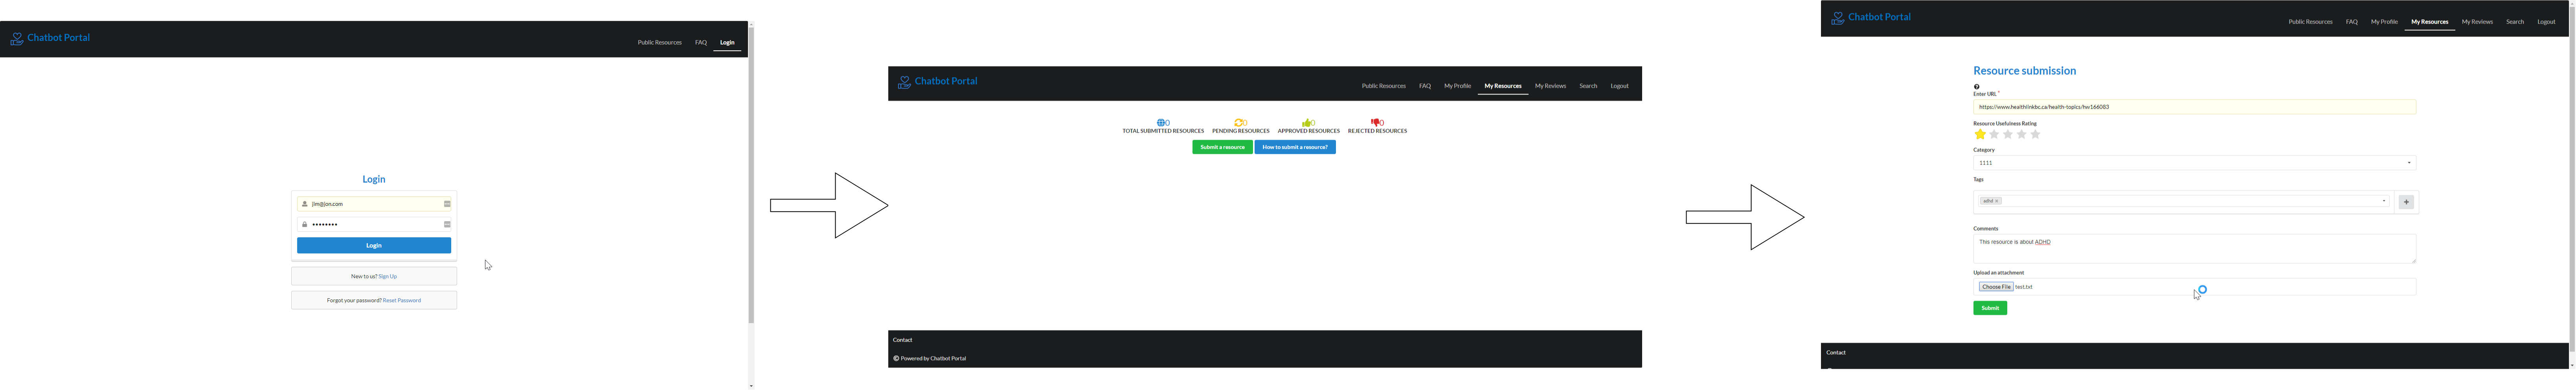 Chatbot Portal
Public Resources FAQ Login
Login
jim@jon.com
••••••••
Login
New to us? Sign Up
Forgot your password? Reset Password
Chatbot Portal
Public Resources FAQ My Profile My Resources My Reviews Search Logout
0 0 0 0
TOTAL SUBMITTED RESOURCES PENDING RESOURCES APPROVED RESOURCES REJECTED RESOURCES
Submit a resource How to submit a resource?
Contact
© Powered by Chatbot Portal
Chatbot Portal
Public Resources FAQ My Profile My Resources My Reviews Search Logout
Resource submission
Enter URL *
https://www.healthlinkbc.ca/health-topics/hw166083
Resource Usefulness Rating
Category
1111
Tags
adhd ×
Comments
This resource is about ADHD
Upload an attachment
Choose File test.txt
Submit
Contact